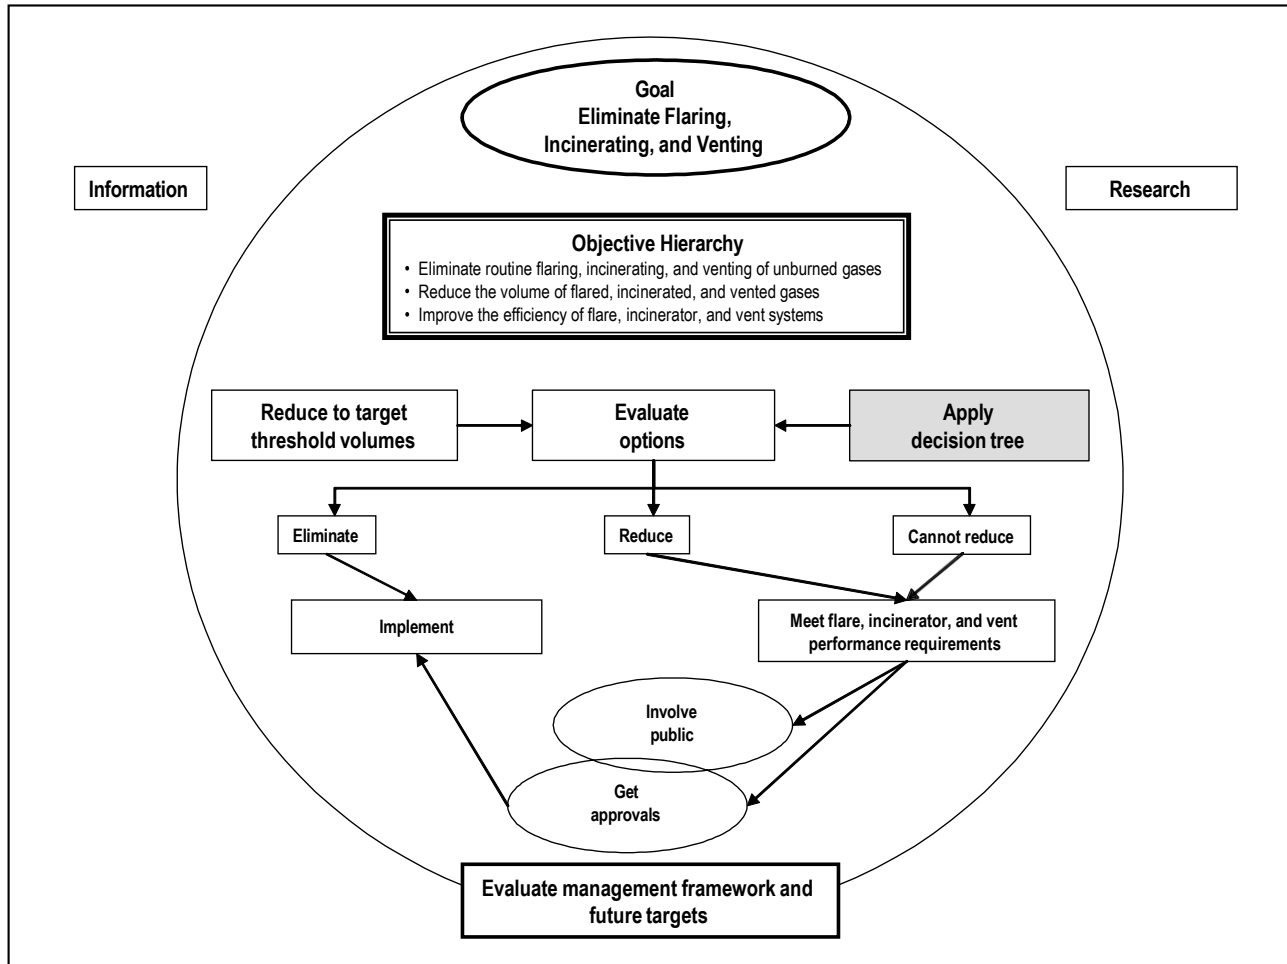 Goal
Eliminate Flaring,
Incinerating, and Venting
Information
Research
Objective Hierarchy
• Eliminate routine flaring, incinerating, and venting of unburned gases
• Reduce the volume of flared, incinerated, and vented gases
• Improve the efficiency of flare, incinerator, and vent systems
Reduce to target
threshold volumes
Evaluate
options
Apply
decision tree
Eliminate
Reduce
Cannot reduce
Implement
Meet flare, incinerator, and vent
performance requirements
Involve
public
Get
approvals
Evaluate management framework and
future targets